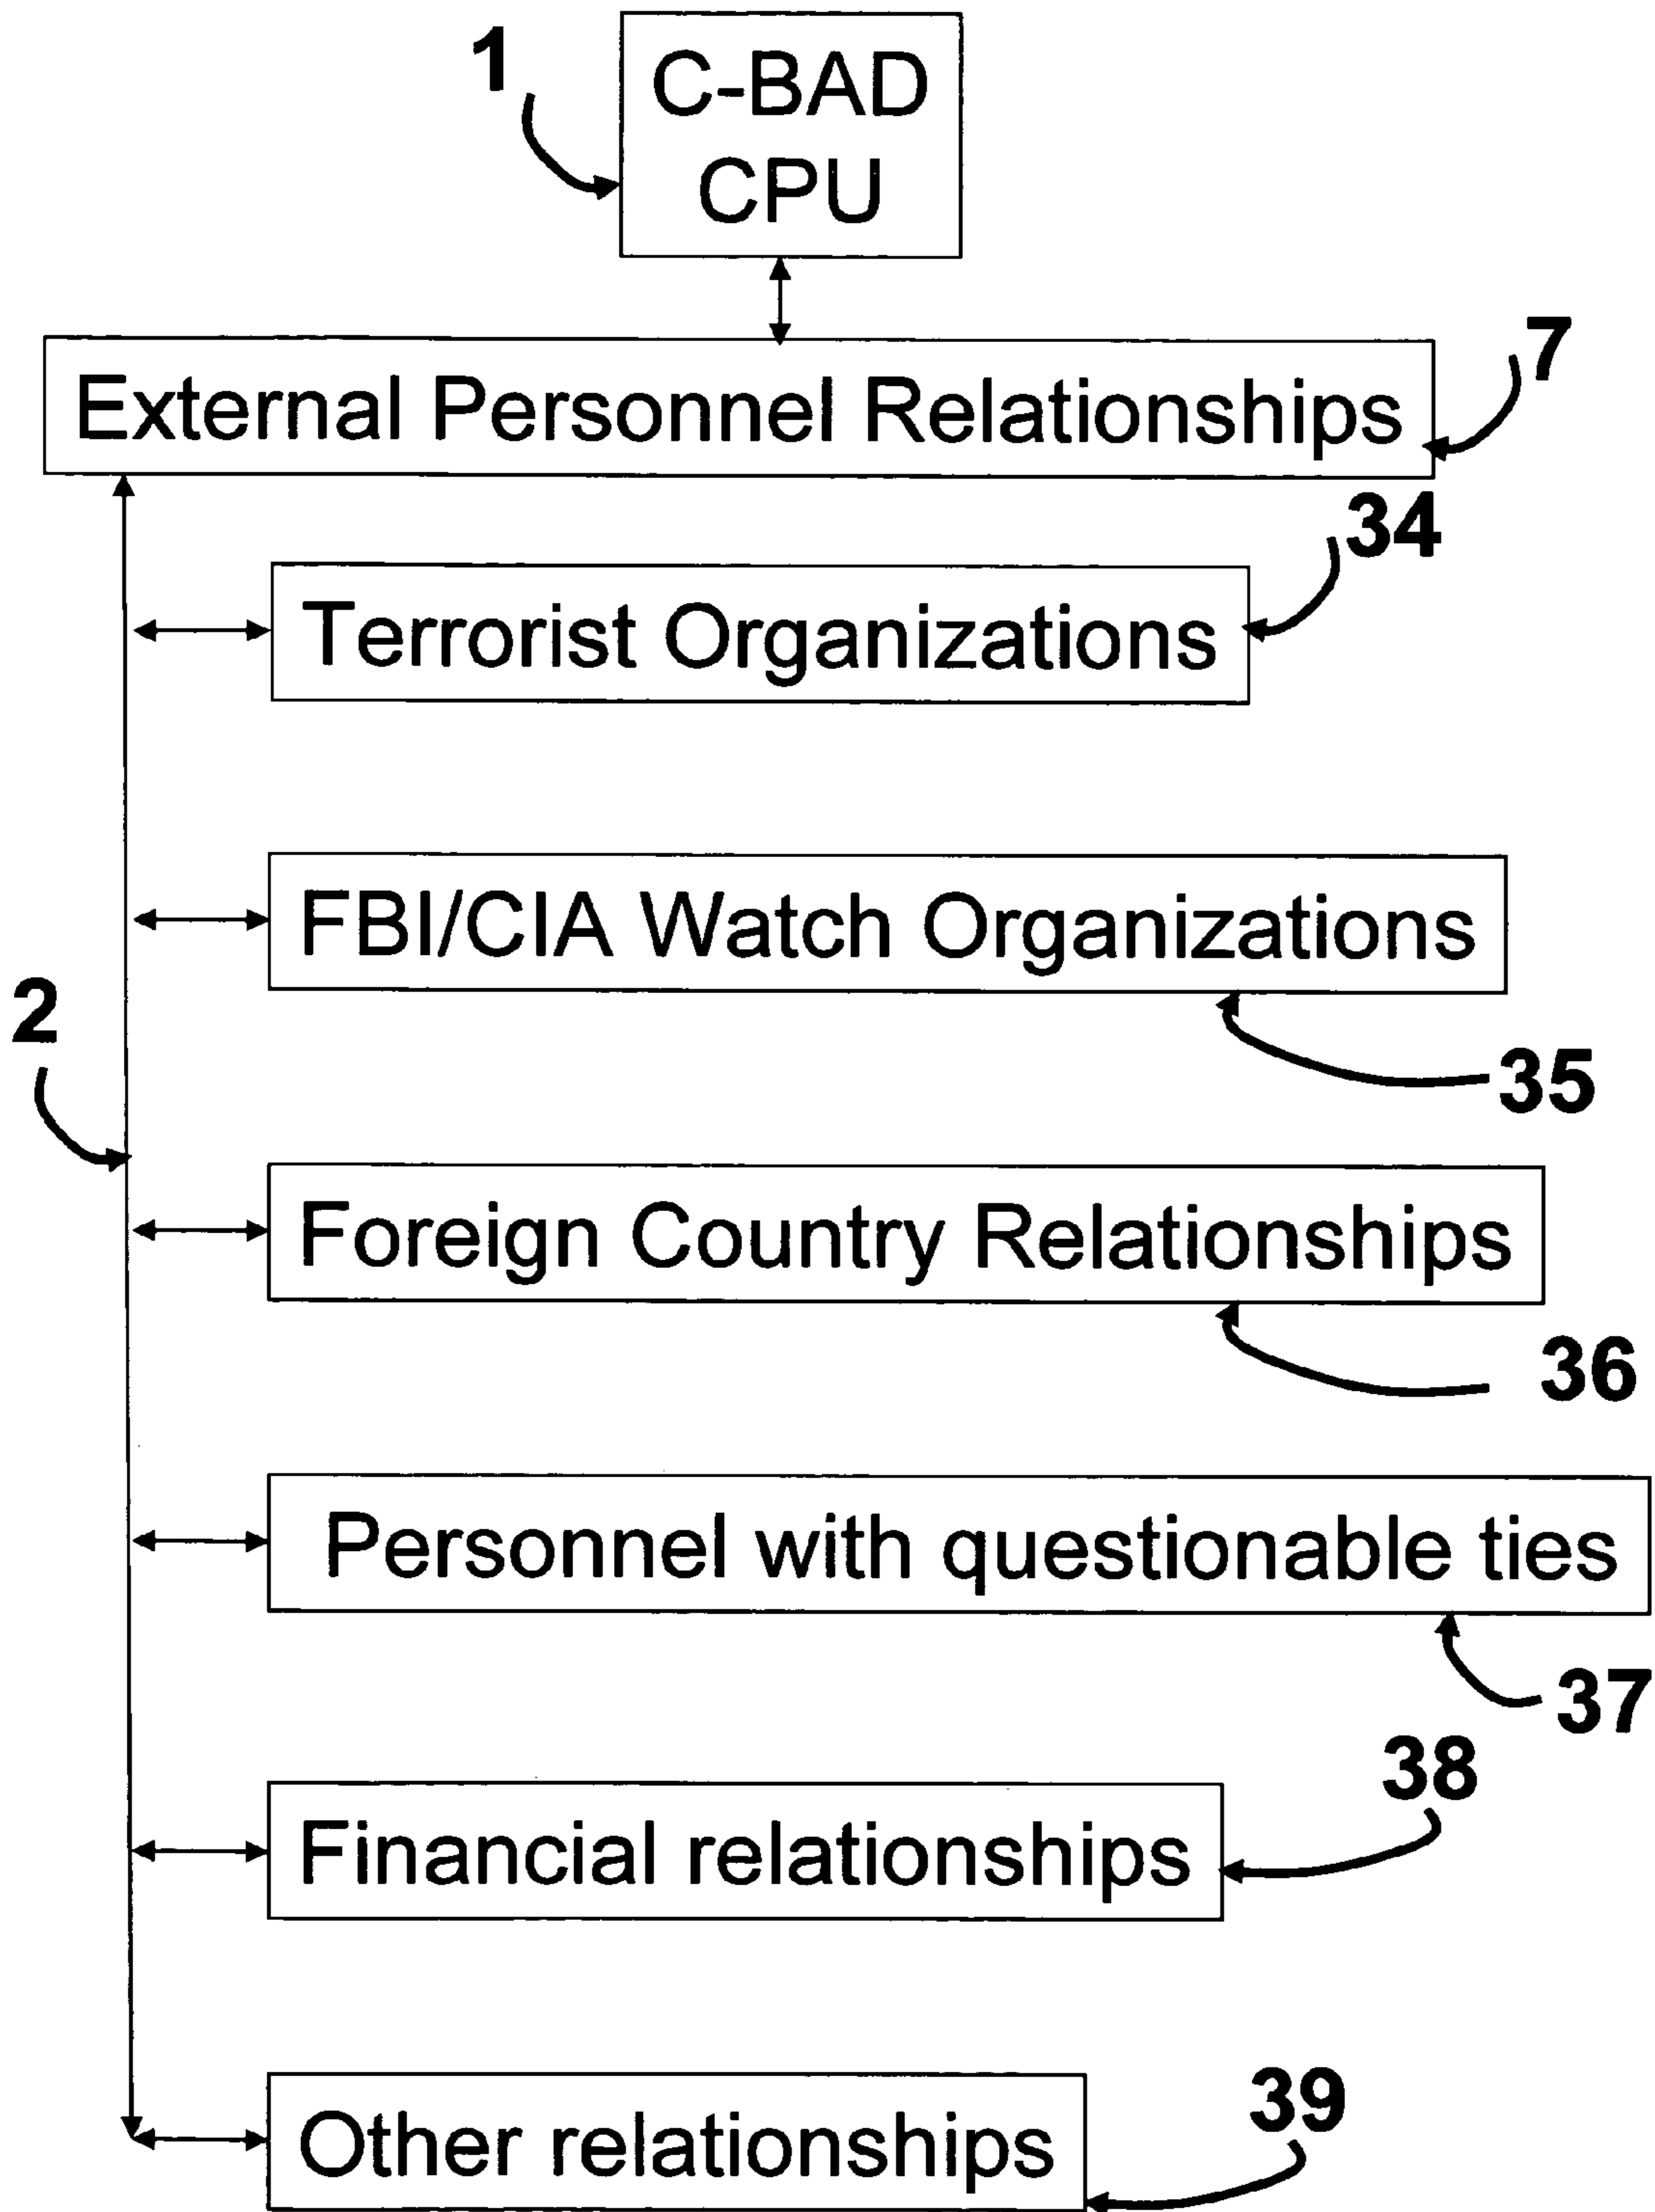 1
C-BAD
CPU
7
External Personnel Relationships
34
Terrorist Organizations
FBI/CIA Watch Organizations
2
35
Foreign Country Relationships
36
Personnel with questionable ties
37
38
Financial relationships
39
Other relationships